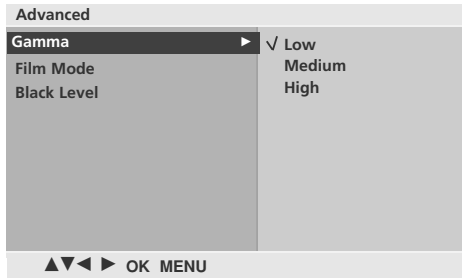 Advanced
Gamma ► √ Low
Film Mode Medium
Black Level High
▲▼◄ ► OK MENU